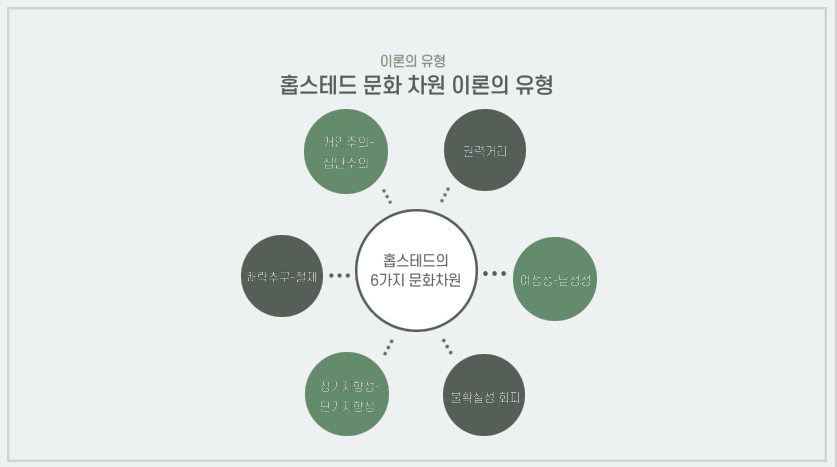 이론의 유형
홉스테드 문화 차원 이론의 유형
개인주의-
집단주의
권력거리
쾌락추구-절제
홉스테드의
6가지 문화차원
여성성-남성성
장기지향성-
단기지향성
불확실성 회피